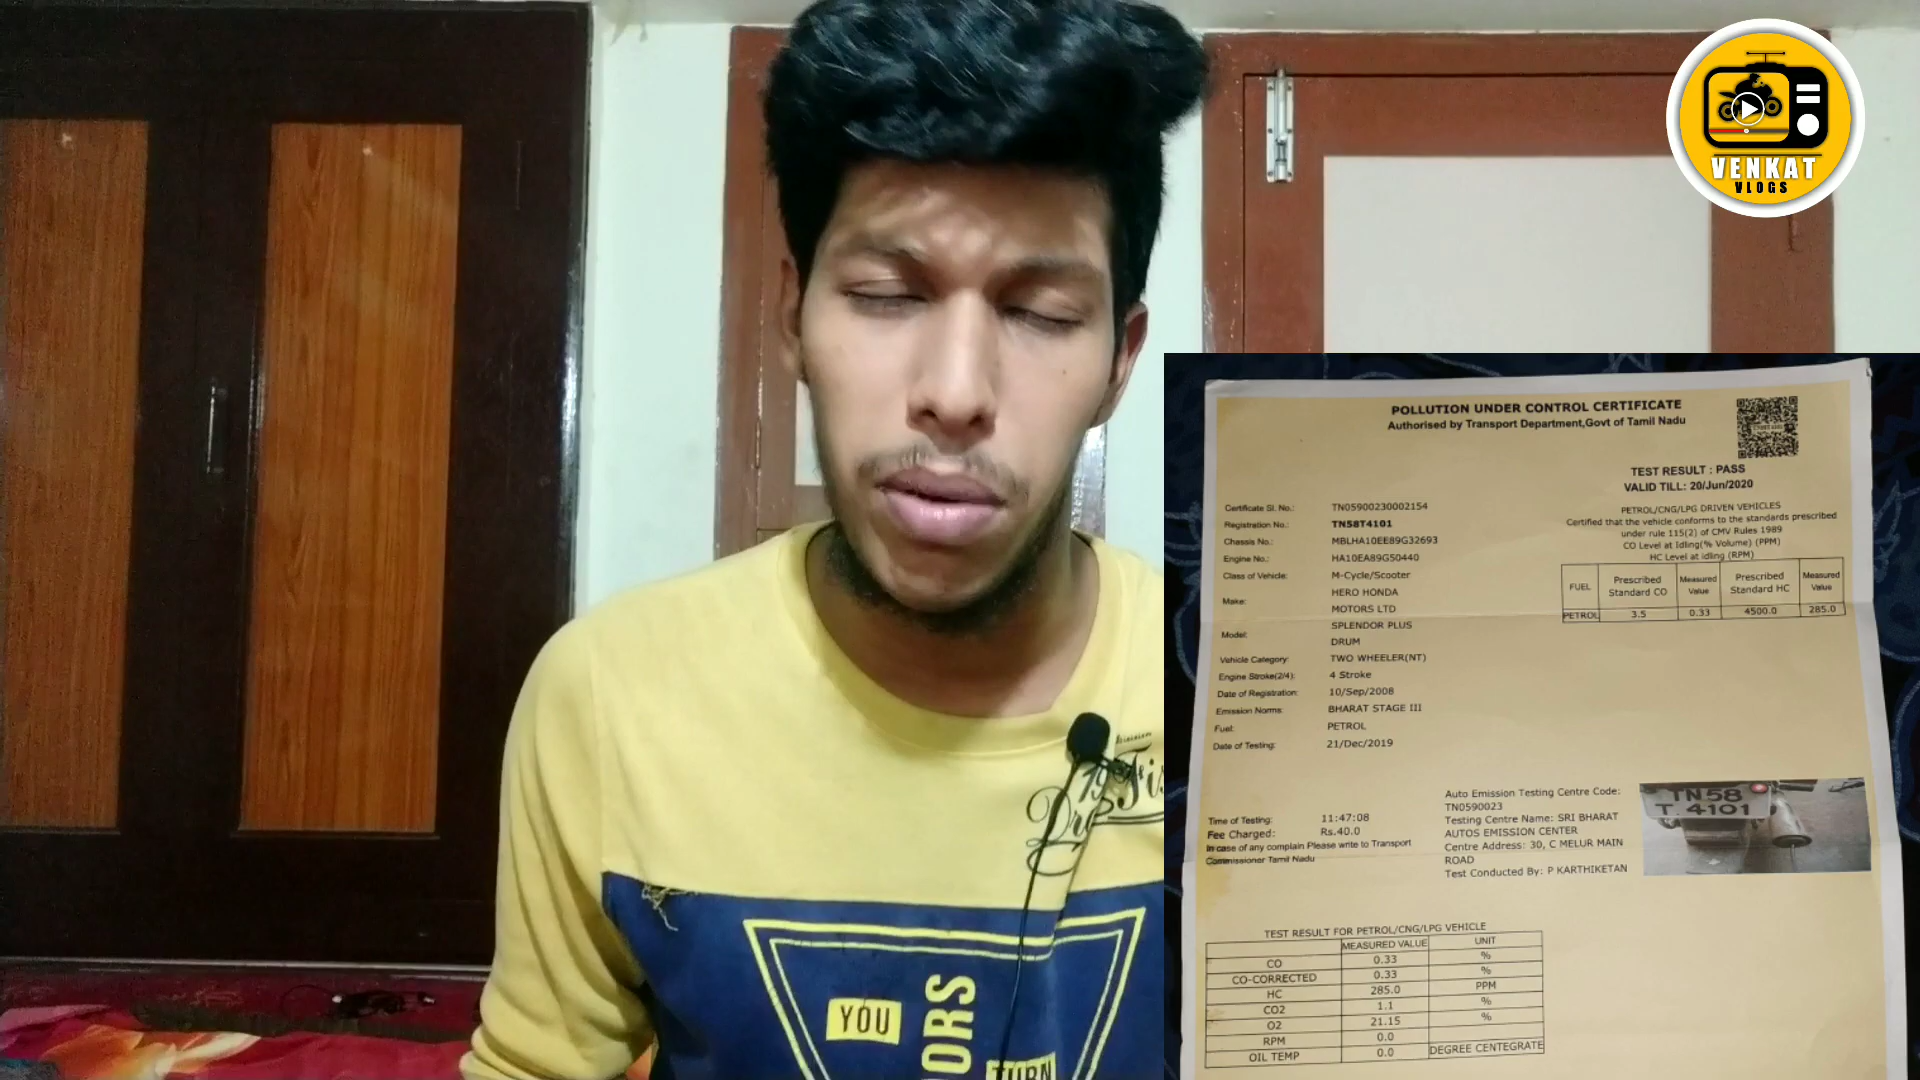 VENKAT
VLOGS
POLLUTION UNDER CONTROL CERTIFICATE
Authorised by Transport Department,Govt of Tamil Nadu
TEST RESULT : PASS
VALID TILL: 20/Jun/2020
Certificate Sl. No.: TN05900230002154
Registration No.: TN58T4101
Chassis No.: MBLHA10EE89G32693
Engine No.: HA10EA89G50440
Class of Vehicle: M-Cycle/Scooter
Make: HERO HONDA
MOTORS LTD
Model: SPLENDOR PLUS
DRUM
Vehicle Category: TWO WHEELER(NT)
Engine Stroke(2/4): 4 Stroke
Date of Registration: 10/Sep/2008
Emission Norms: BHARAT STAGE III
Fuel: PETROL
Date of Testing: 21/Dec/2019
PETROL/CNG/LPG DRIVEN VEHICLES
Certified that the vehicle conforms to the standards prescribed
under rule 115(2) of CMV Rules 1989
CO Level at Idling(% Volume) (PPM)
HC Level at idling (RPM)
FUEL Prescribed Standard CO Measured Value Prescribed Standard HC Measured Value
PETROL 3.5 0.33 4500.0 285.0
Time of Testing: 11:47:08
Fee Charged: Rs.40.0
In case of any complain Please write to Transport
Commissioner Tamil Nadu
Auto Emission Testing Centre Code:
TN0590023
Testing Centre Name: SRI BHARAT
AUTOS EMISSION CENTER
Centre Address: 30, C MELUR MAIN
ROAD
Test Conducted By: P KARTHIKETAN
TN58
T 4101
TEST RESULT FOR PETROL/CNG/LPG VEHICLE
MEASURED VALUE UNIT
CO 0.33 %
CO-CORRECTED 0.33 %
HC 285.0 PPM
CO2 1.1 %
O2 21.15 %
RPM 0.0
OIL TEMP 0.0 DEGREE CENTEGRATE
YOU
TURN